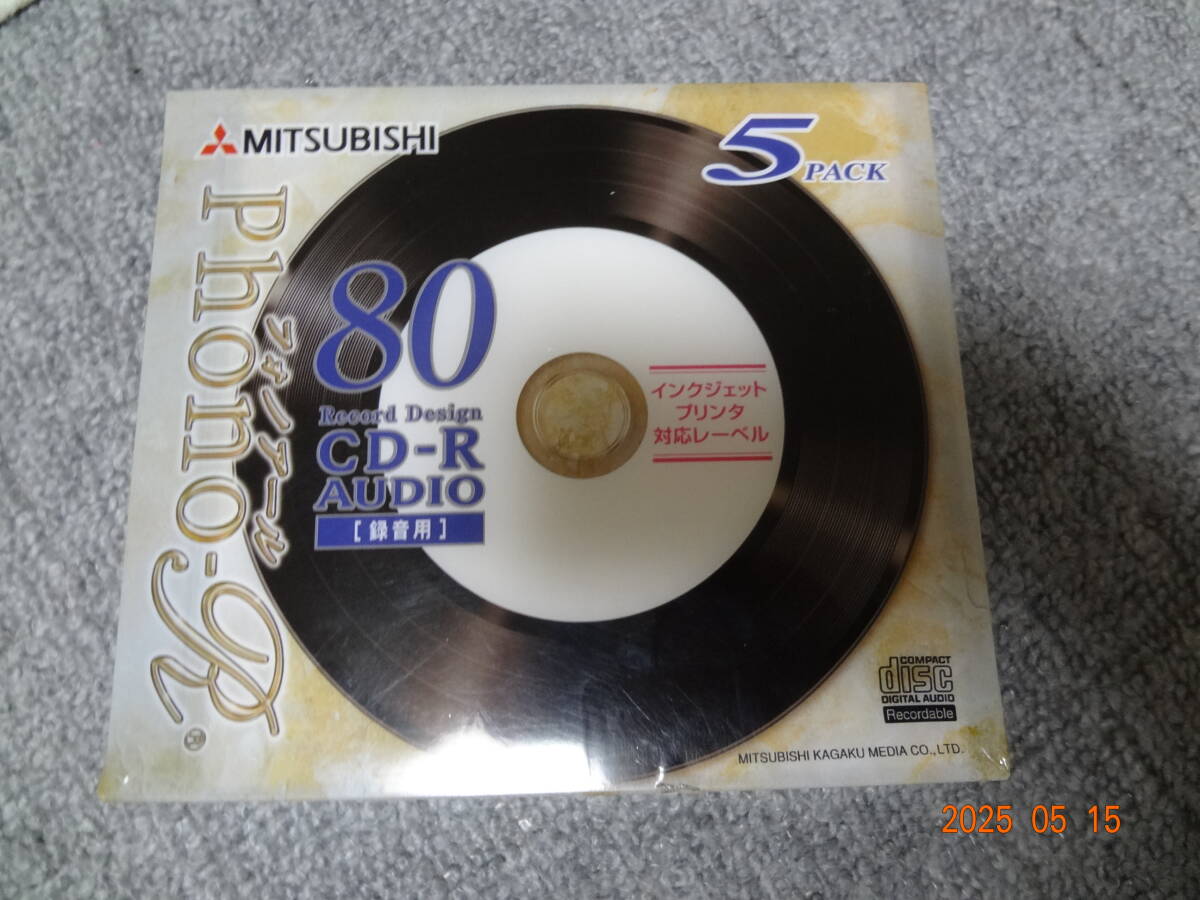 MITSUBISHI
5 PACK
Phono-R®
フォノアール
80
Record Design
CD-R
AUDIO
[録音用]
インクジェット
プリンタ
対応レーベル
COMPACT
disc
DIGITAL AUDIO
Recordable
MITSUBISHI KAGAKU MEDIA CO.,LTD.
2025 05 15